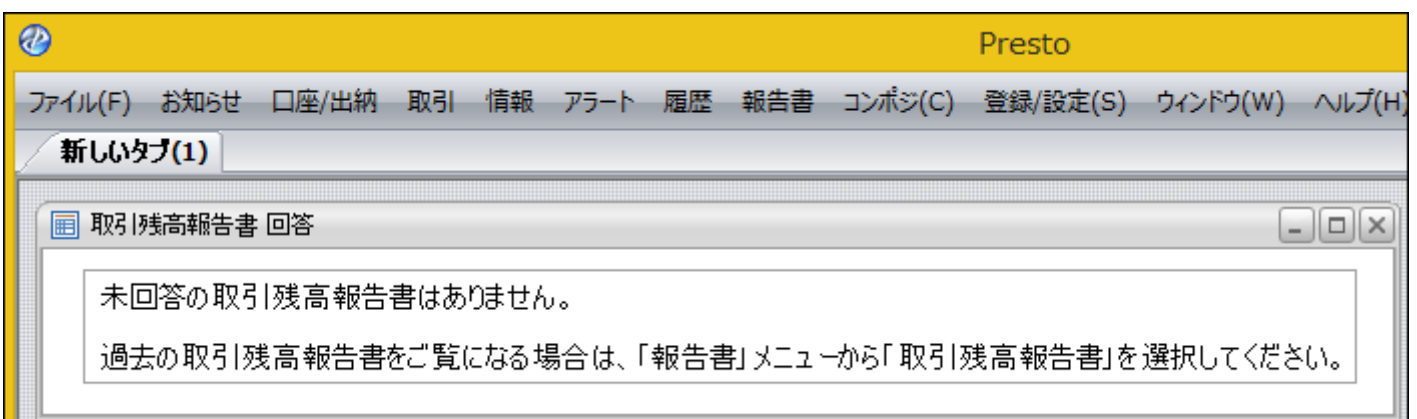 Presto
ファイル(F) お知らせ 口座/出納 取引 情報 アラート 履歴 報告書 コンポジ(C) 登録/設定(S) ウィンドウ(W) ヘルプ(H)
新しいタブ(1)
取引残高報告書 回答
未回答の取引残高報告書はありません。
過去の取引残高報告書をご覧になる場合は、「報告書」メニューから「取引残高報告書」を選択してください。